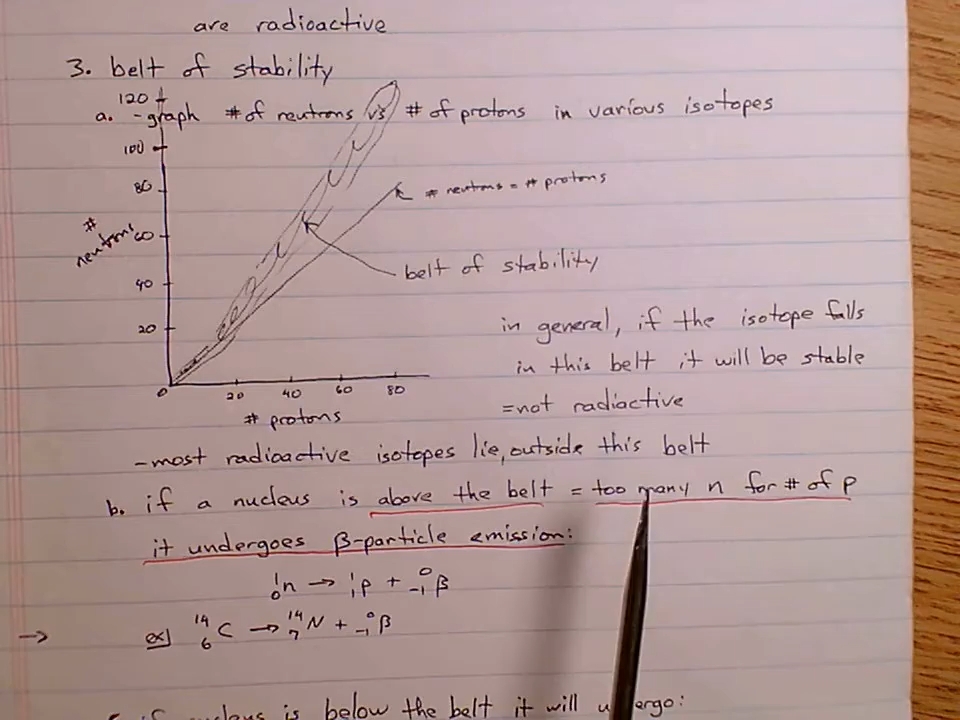 are radioactive
3. belt of stability
a. - graph # of neutrons vs # of protons in various isotopes
120
100
80
60
40
20
0
# neutrons
# neutrons = # protons
belt of stability
in general, if the isotope falls
in this belt it will be stable
=not radiactive
20 40 60 80
# protons
-most radioactive isotopes lie, outside this belt
b. if a nucleus is above the belt = too many n for # of p
it undergoes β-particle emission:
¹₀n → ¹₁p + ⁰₋₁β
→ ex] ¹⁴₆C → ¹⁴₇N + ⁰₋₁β
if nucleus is below the belt it will